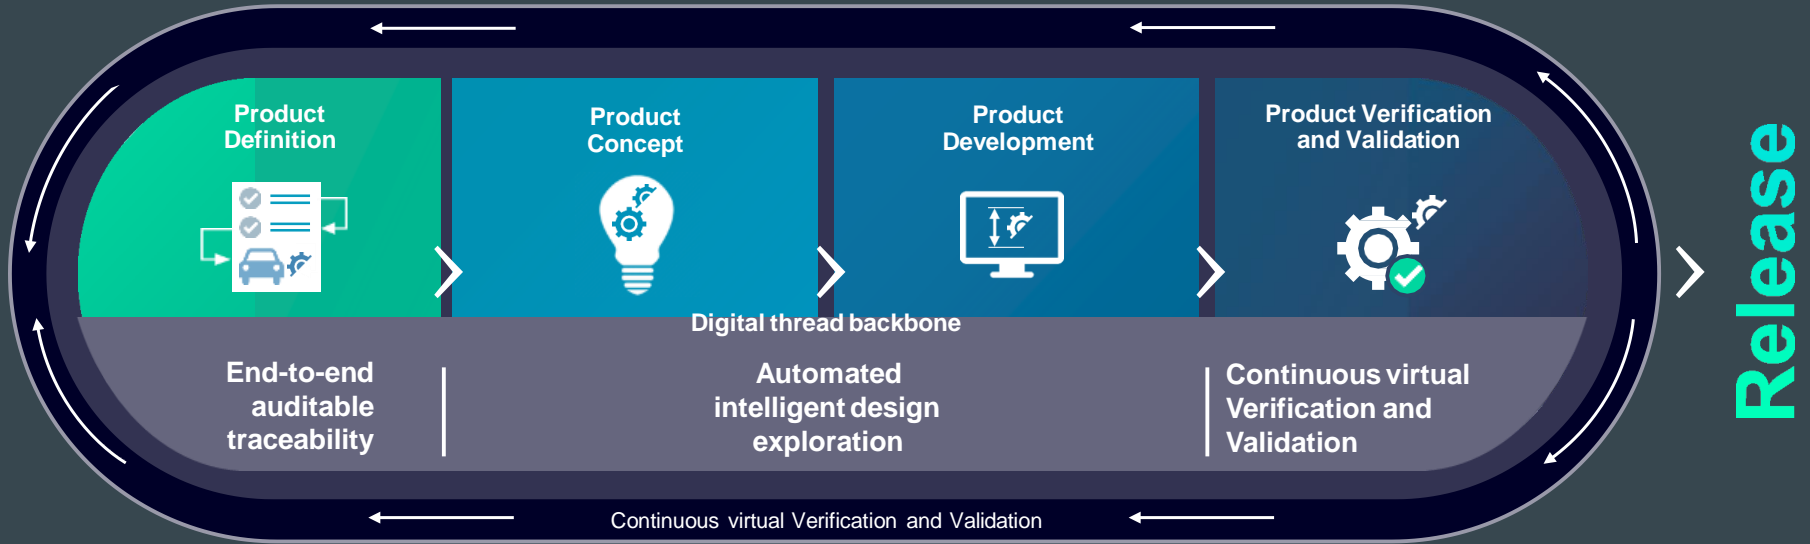 Product
Definition
Product
Concept
Product
Development
Product Verification
and Validation
Digital thread backbone
End-to-end
auditable
traceability
Automated
intelligent design
exploration
Continuous virtual
Verification and
Validation
Continuous virtual Verification and Validation
Release